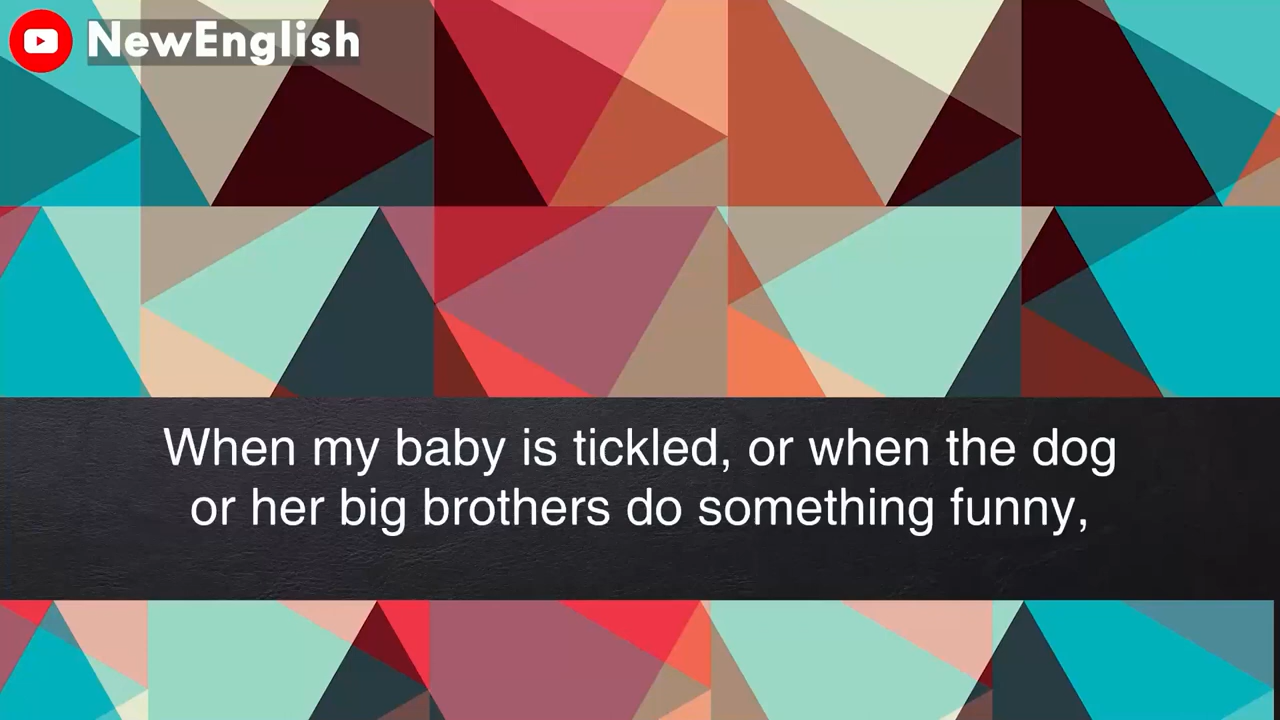 NewEnglish
When my baby is tickled, or when the dog
or her big brothers do something funny,